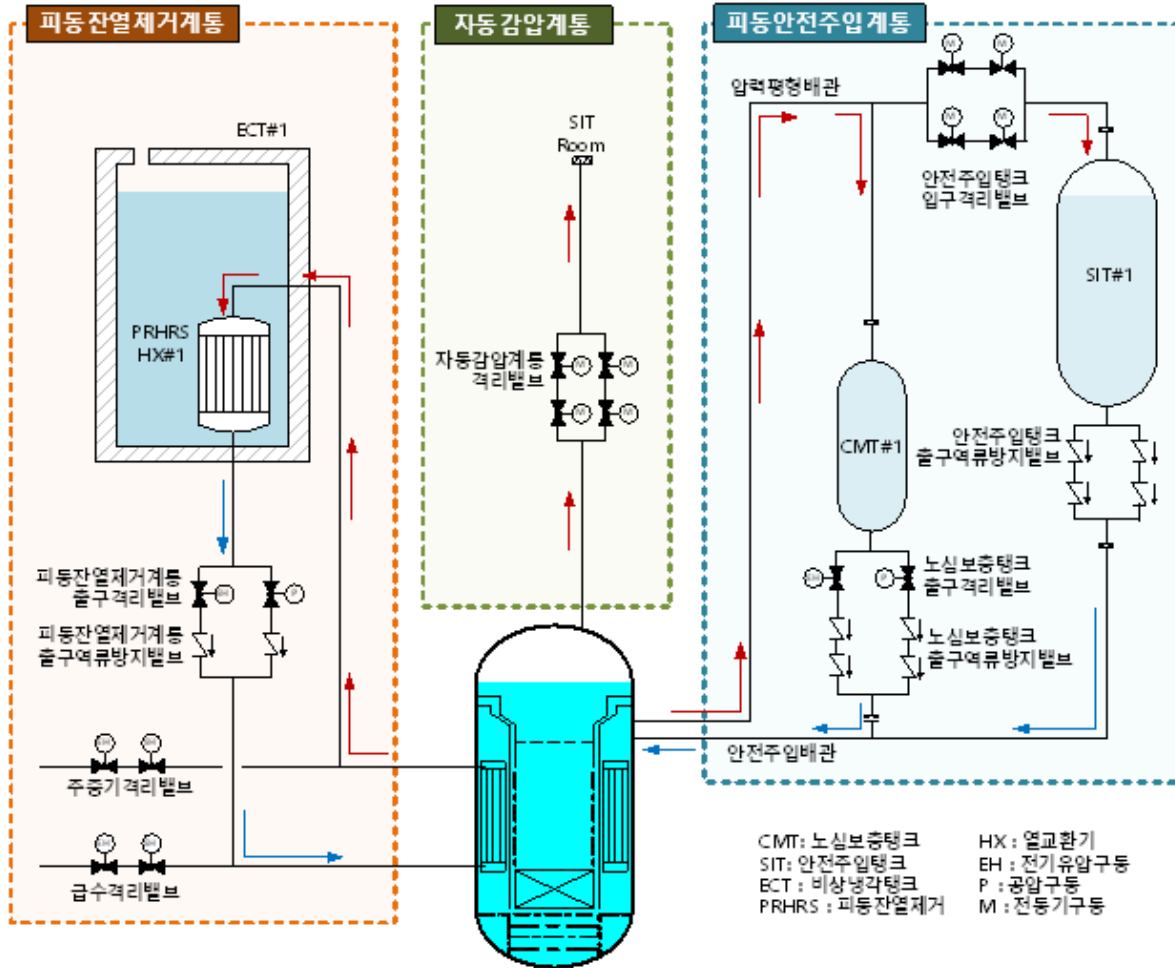 피동잔열제거계통
자동감압계통
피동안전주입계통
ECT#1
PRHRS
HX#1
피동잔열제거계통
출구격리밸브
EH
P
피동잔열제거계통
출구역류방지밸브
EH
EH
주증기격리밸브
EH
EH
급수격리밸브
SIT
Room
자동감압계통
격리밸브
M
M
M
M
압력평형배관
M
M
M
M
안전주입탱크
입구격리밸브
SIT#1
CMT#1
안전주입탱크
출구역류방지밸브
EH
P
노심보충탱크
출구격리밸브
노심보충탱크
출구역류방지밸브
안전주입배관
CMT: 노심보충탱크
SIT: 안전주입탱크
ECT : 비상냉각탱크
PRHRS : 피동잔열제거
HX : 열교환기
EH : 전기유압구동
P : 공압구동
M : 전동기구동